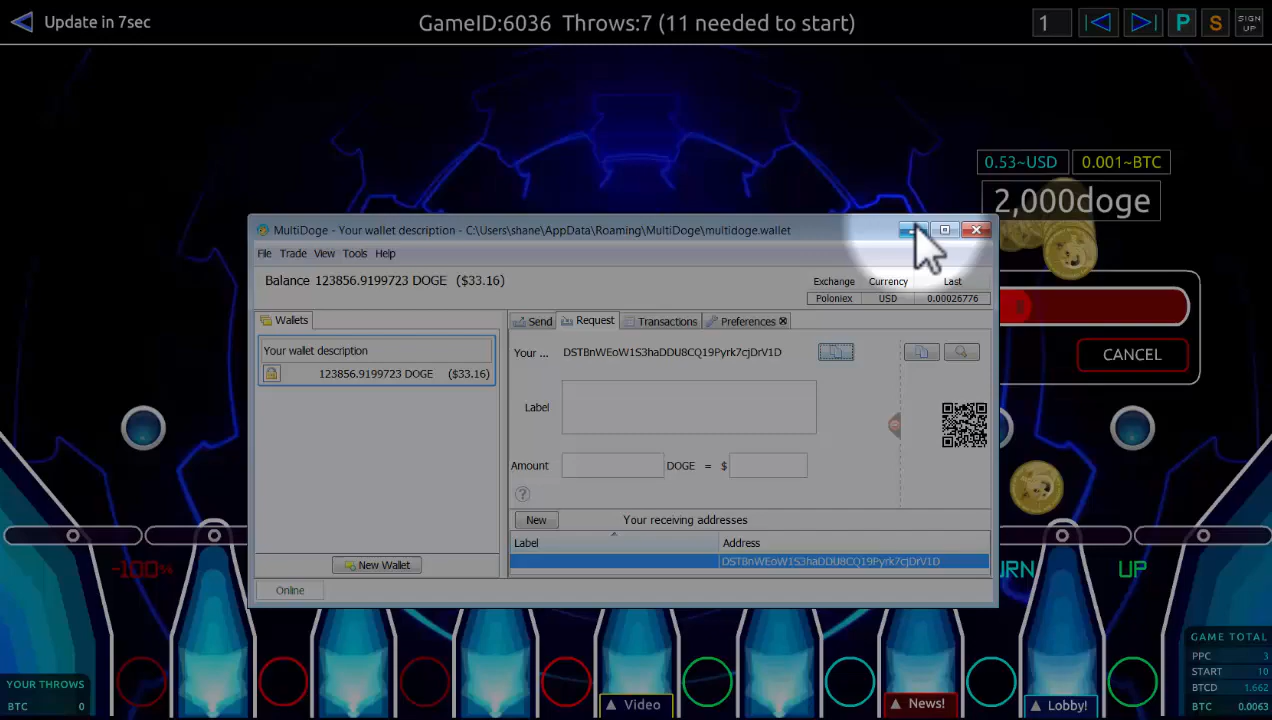 Update in 7sec
GameID:6036 Throws:7 (11 needed to start)
1
P
S
SIGN UP
0.53~USD
0.001~BTC
2,000doge
MultiDoge - Your wallet description - C:\Users\shane\AppData\Roaming\MultiDoge\multidoge.wallet
File Trade View Tools Help
Balance 123856.9199723 DOGE ($33.16)
Exchange Currency Last
Poloniex USD 0.00026776
Wallets
Send Request Transactions Preferences
Your wallet description
123856.9199723 DOGE ($33.16)
Your ... DSTBnWEoW1S3haDDU8CQ19Pyrk7cjDrV1D
CANCEL
Label
Amount DOGE = $
?
New Your receiving addresses
Label Address
DSTBnWEoW1S3haDDU8CQ19Pyrk7cjDrV1D
New Wallet
Online
-100%
UP
YOUR THROWS
BTC 0
Video
News!
Lobby!
GAME TOTAL
PPC 3
START 10
BTCD 1.662
BTC 0.0063